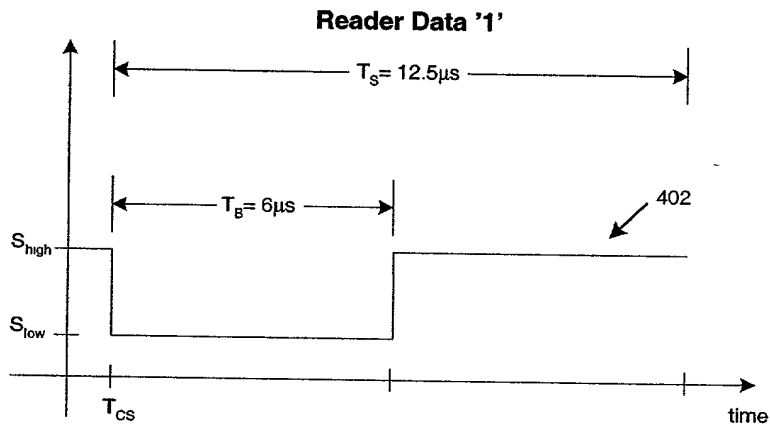 Reader Data '1'
T_S= 12.5µs
T_B= 6µs
402
S_high
S_low
T_CS
time